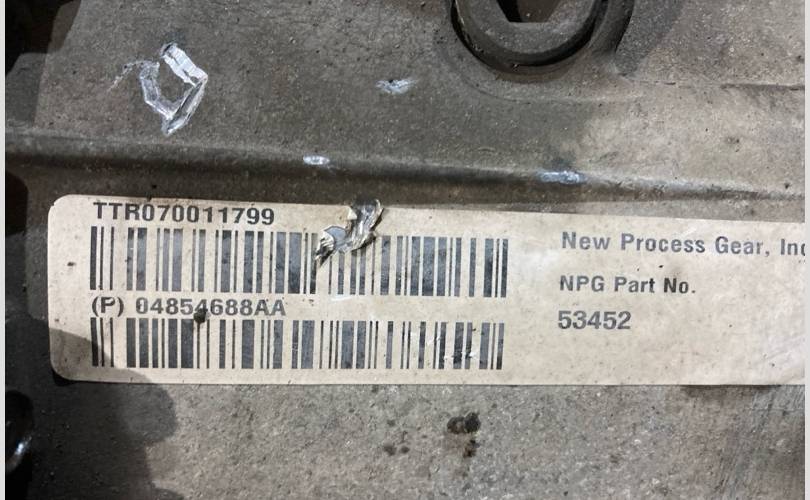 TTR070011799
(P) 04854688AA
New Process Gear, Inc
NPG Part No.
53452